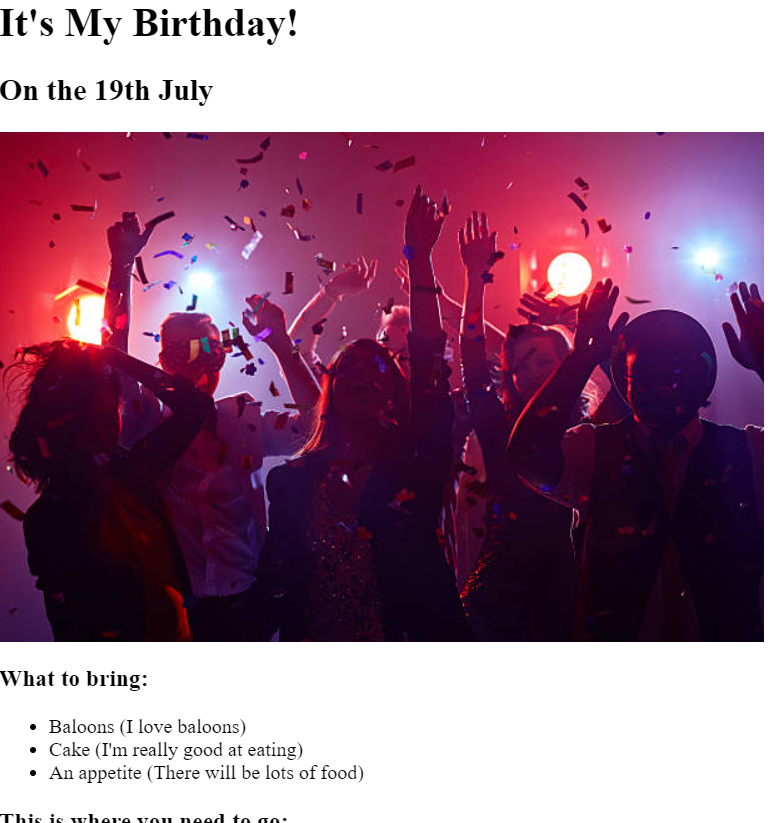 It's My Birthday!
On the 19th July
What to bring:
Baloons (I love baloons)
Cake (I'm really good at eating)
An appetite (There will be lots of food)
This is where you need to go: